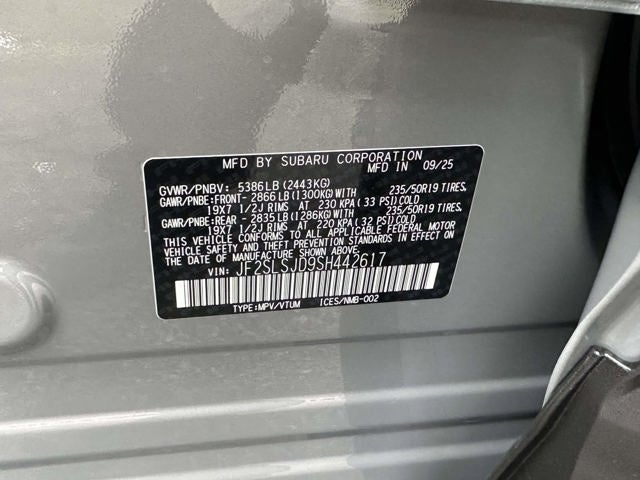 MFD BY SUBARU CORPORATION
MFD IN 09/25
GVWR/PNBV: 5386LB(2443KG)
GAWR/PNBE:FRONT- 2866LB(1300KG)WITH 235/50R19 TIRES,
19X7 1/2J RIMS AT 230 KPA(33 PSI)COLD
GAWR/PNBE:REAR - 2835LB(1286KG)WITH 235/50R19 TIRES,
19X7 1/2J RIMS AT 220 KPA(32 PSI)COLD
THIS VEHICLE CONFORMS TO ALL APPLICABLE FEDERAL MOTOR
VEHICLE SAFETY AND THEFT PREVENTION STANDARDS IN EFFECT
ON THE DATE OF MANUFACTURE SHOWN ABOVE.
VIN: JF2SLSJD9SH442617
TYPE:MPV/VTUM ICES/NMB-002